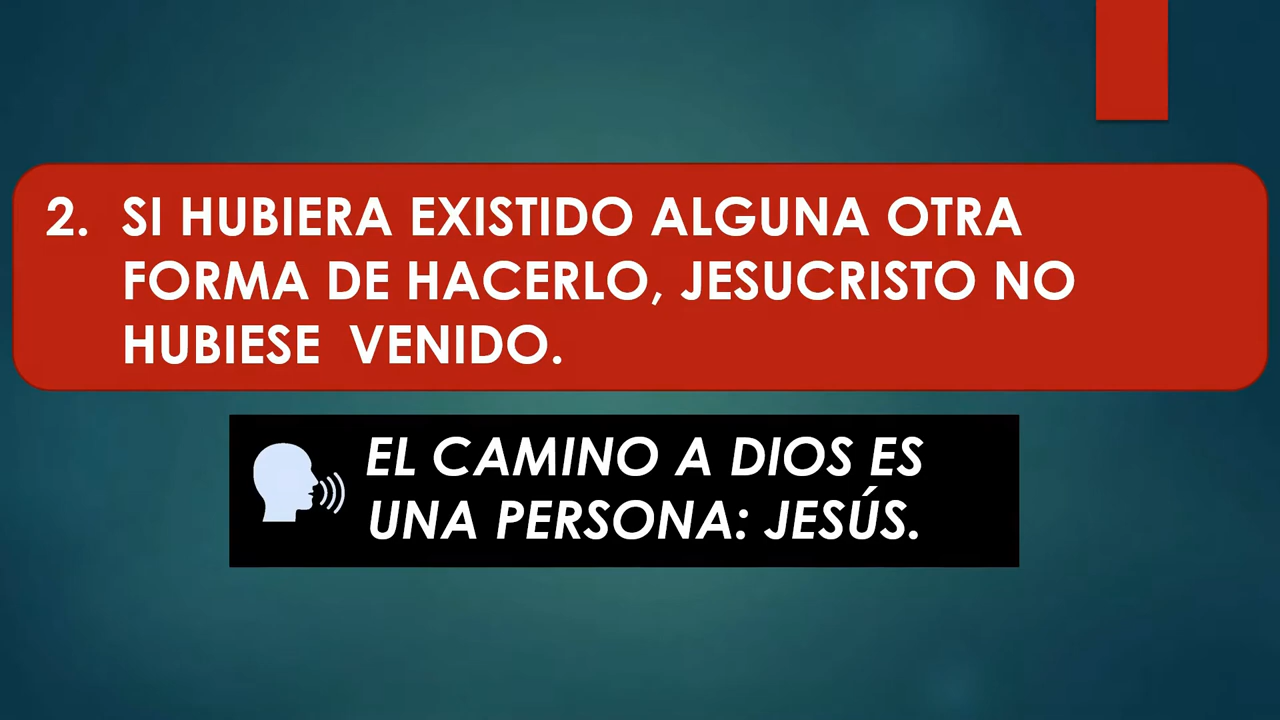 2. SI HUBIERA EXISTIDO ALGUNA OTRA
FORMA DE HACERLO, JESUCRISTO NO
HUBIESE VENIDO.
EL CAMINO A DIOS ES
UNA PERSONA: JESÚS.